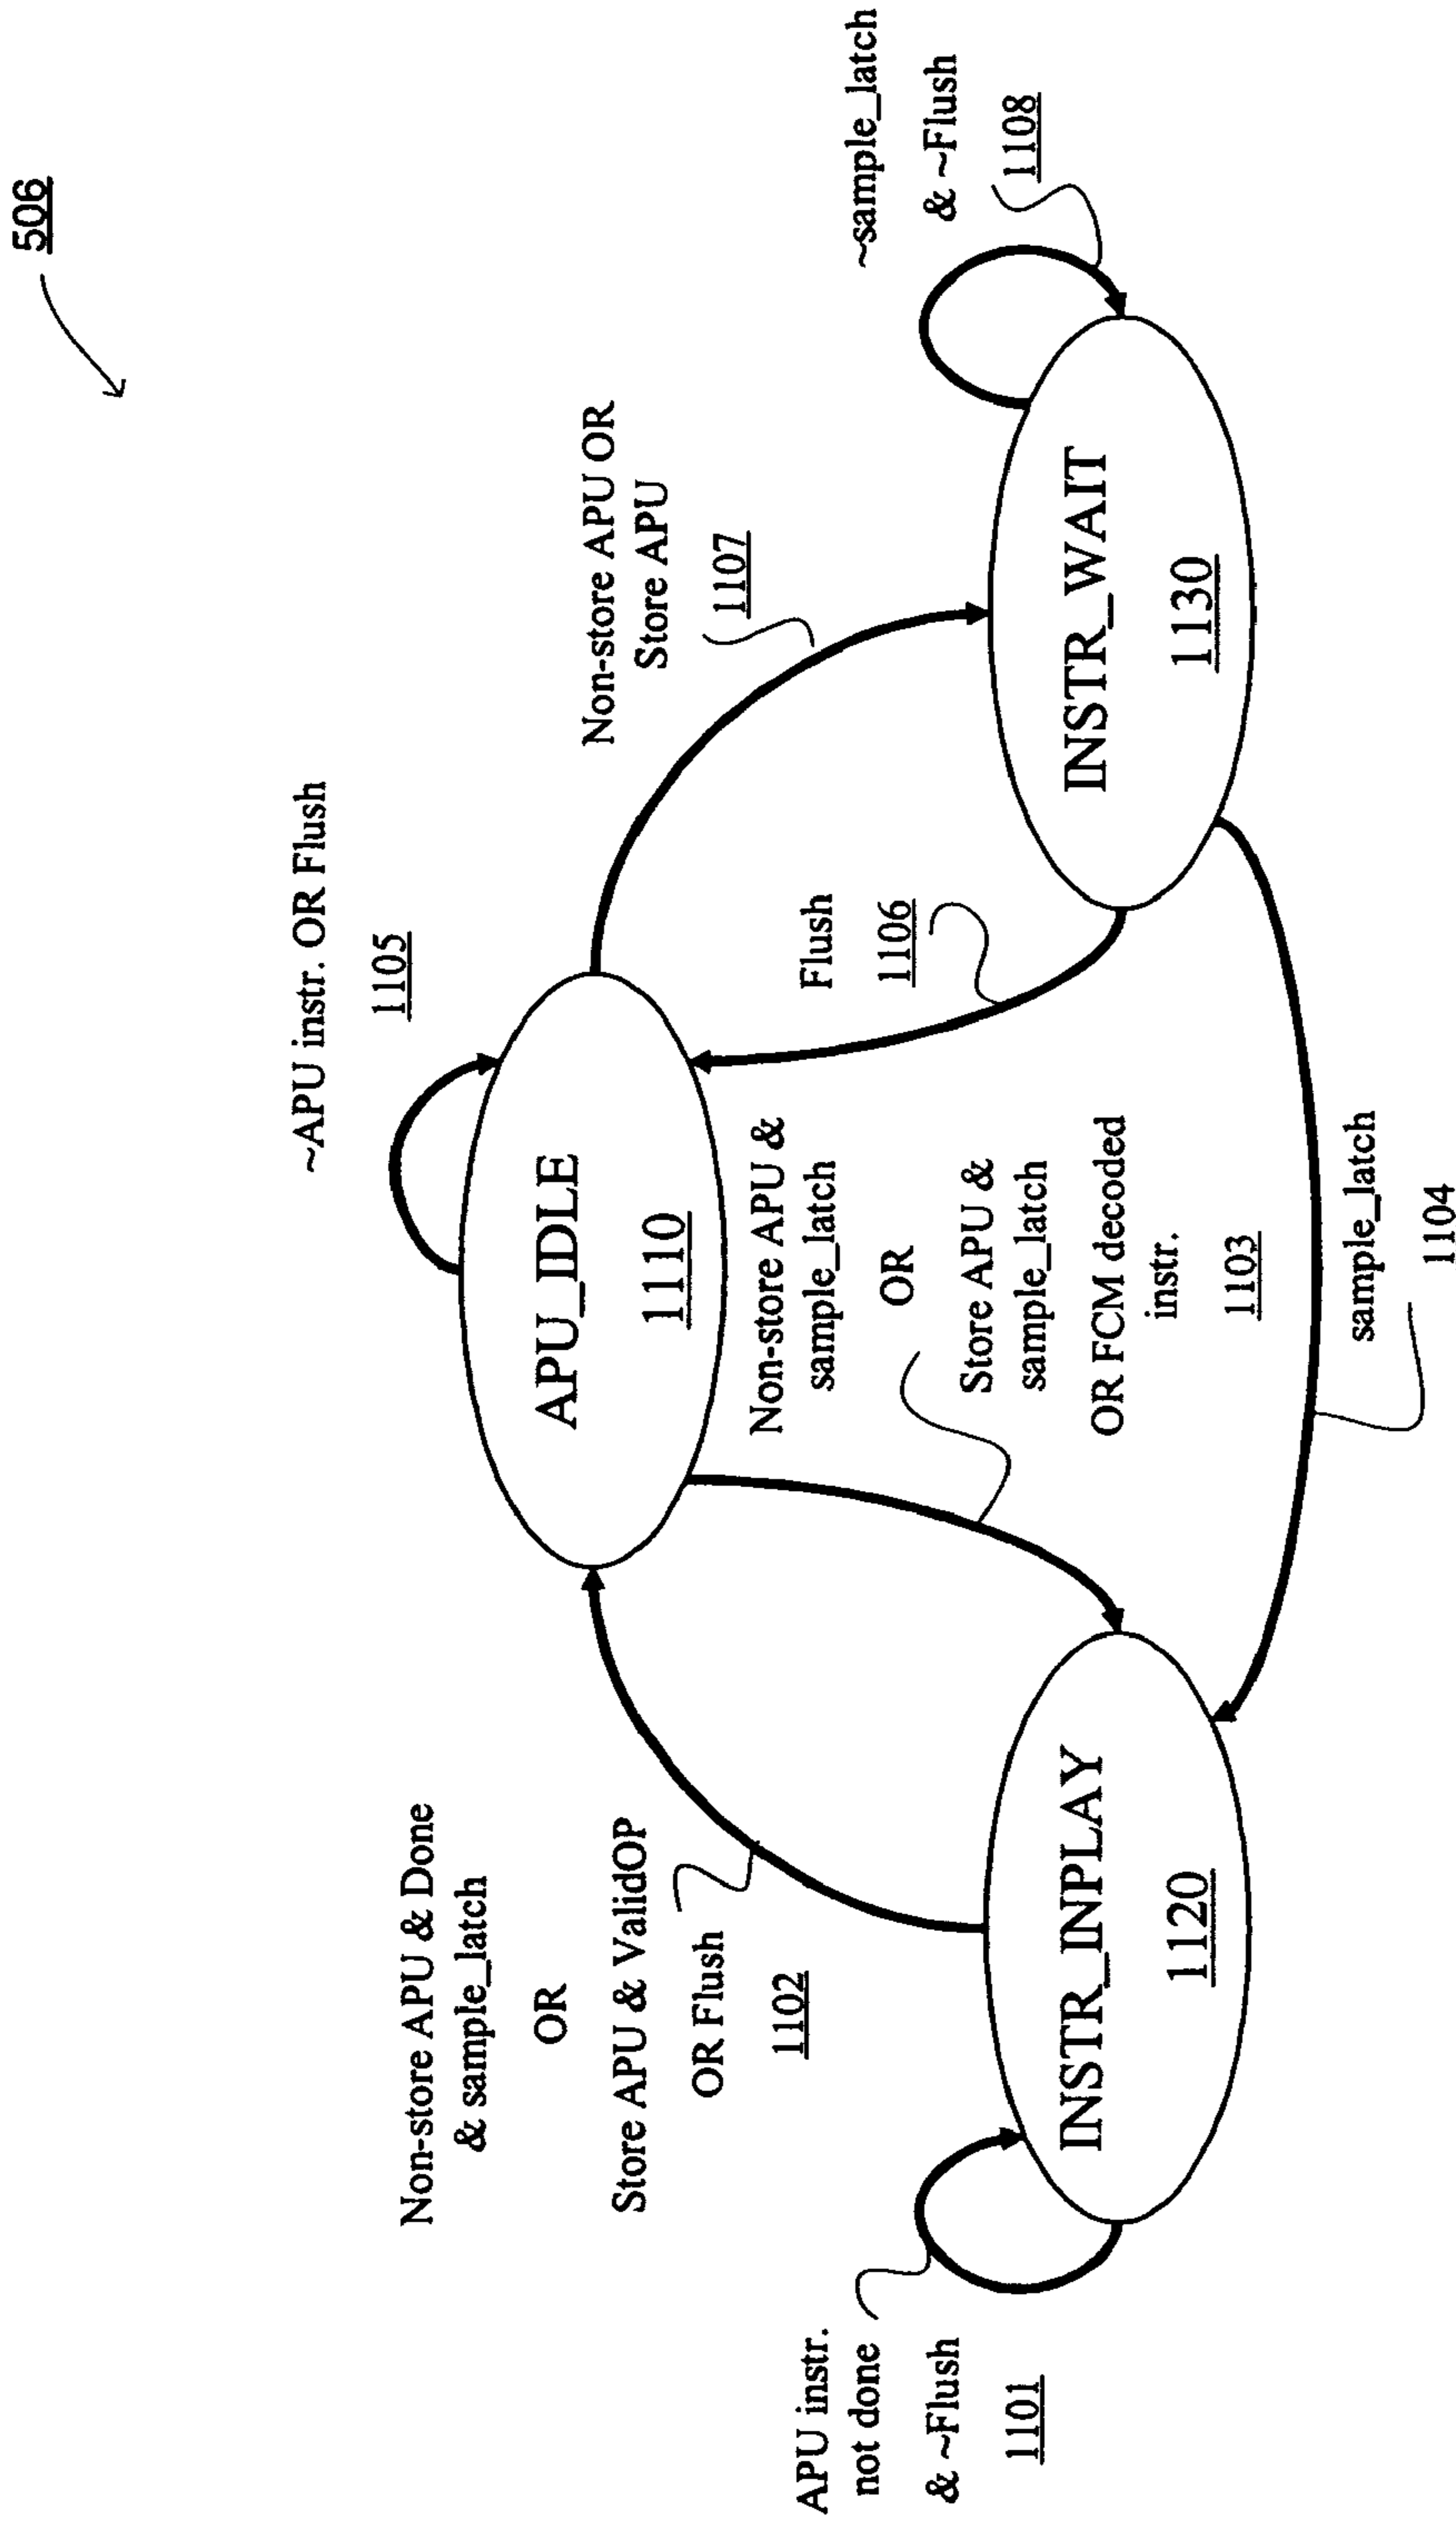 506
~APU instr. OR Flush
1105
Non-store APU & Done
& sample_latch
OR
Store APU & ValidOP
OR Flush
1102
APU_IDLE
1110
Non-store APU OR
Store APU
1107
Non-store APU &
sample_latch
OR
Store APU &
sample_latch
OR FCM decoded
instr.
1103
Flush
1106
~sample_latch
& ~Flush
1108
APU instr.
not done
& ~Flush
1101
INSTR_INPLAY
1120
INSTR_WAIT
1130
sample_latch
1104